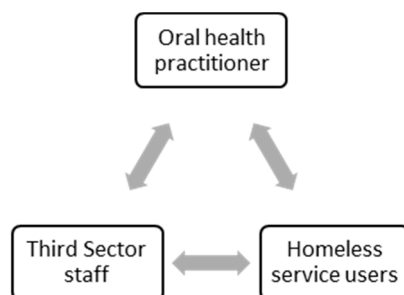 Oral health
practitioner
Third Sector
staff
Homeless
service users